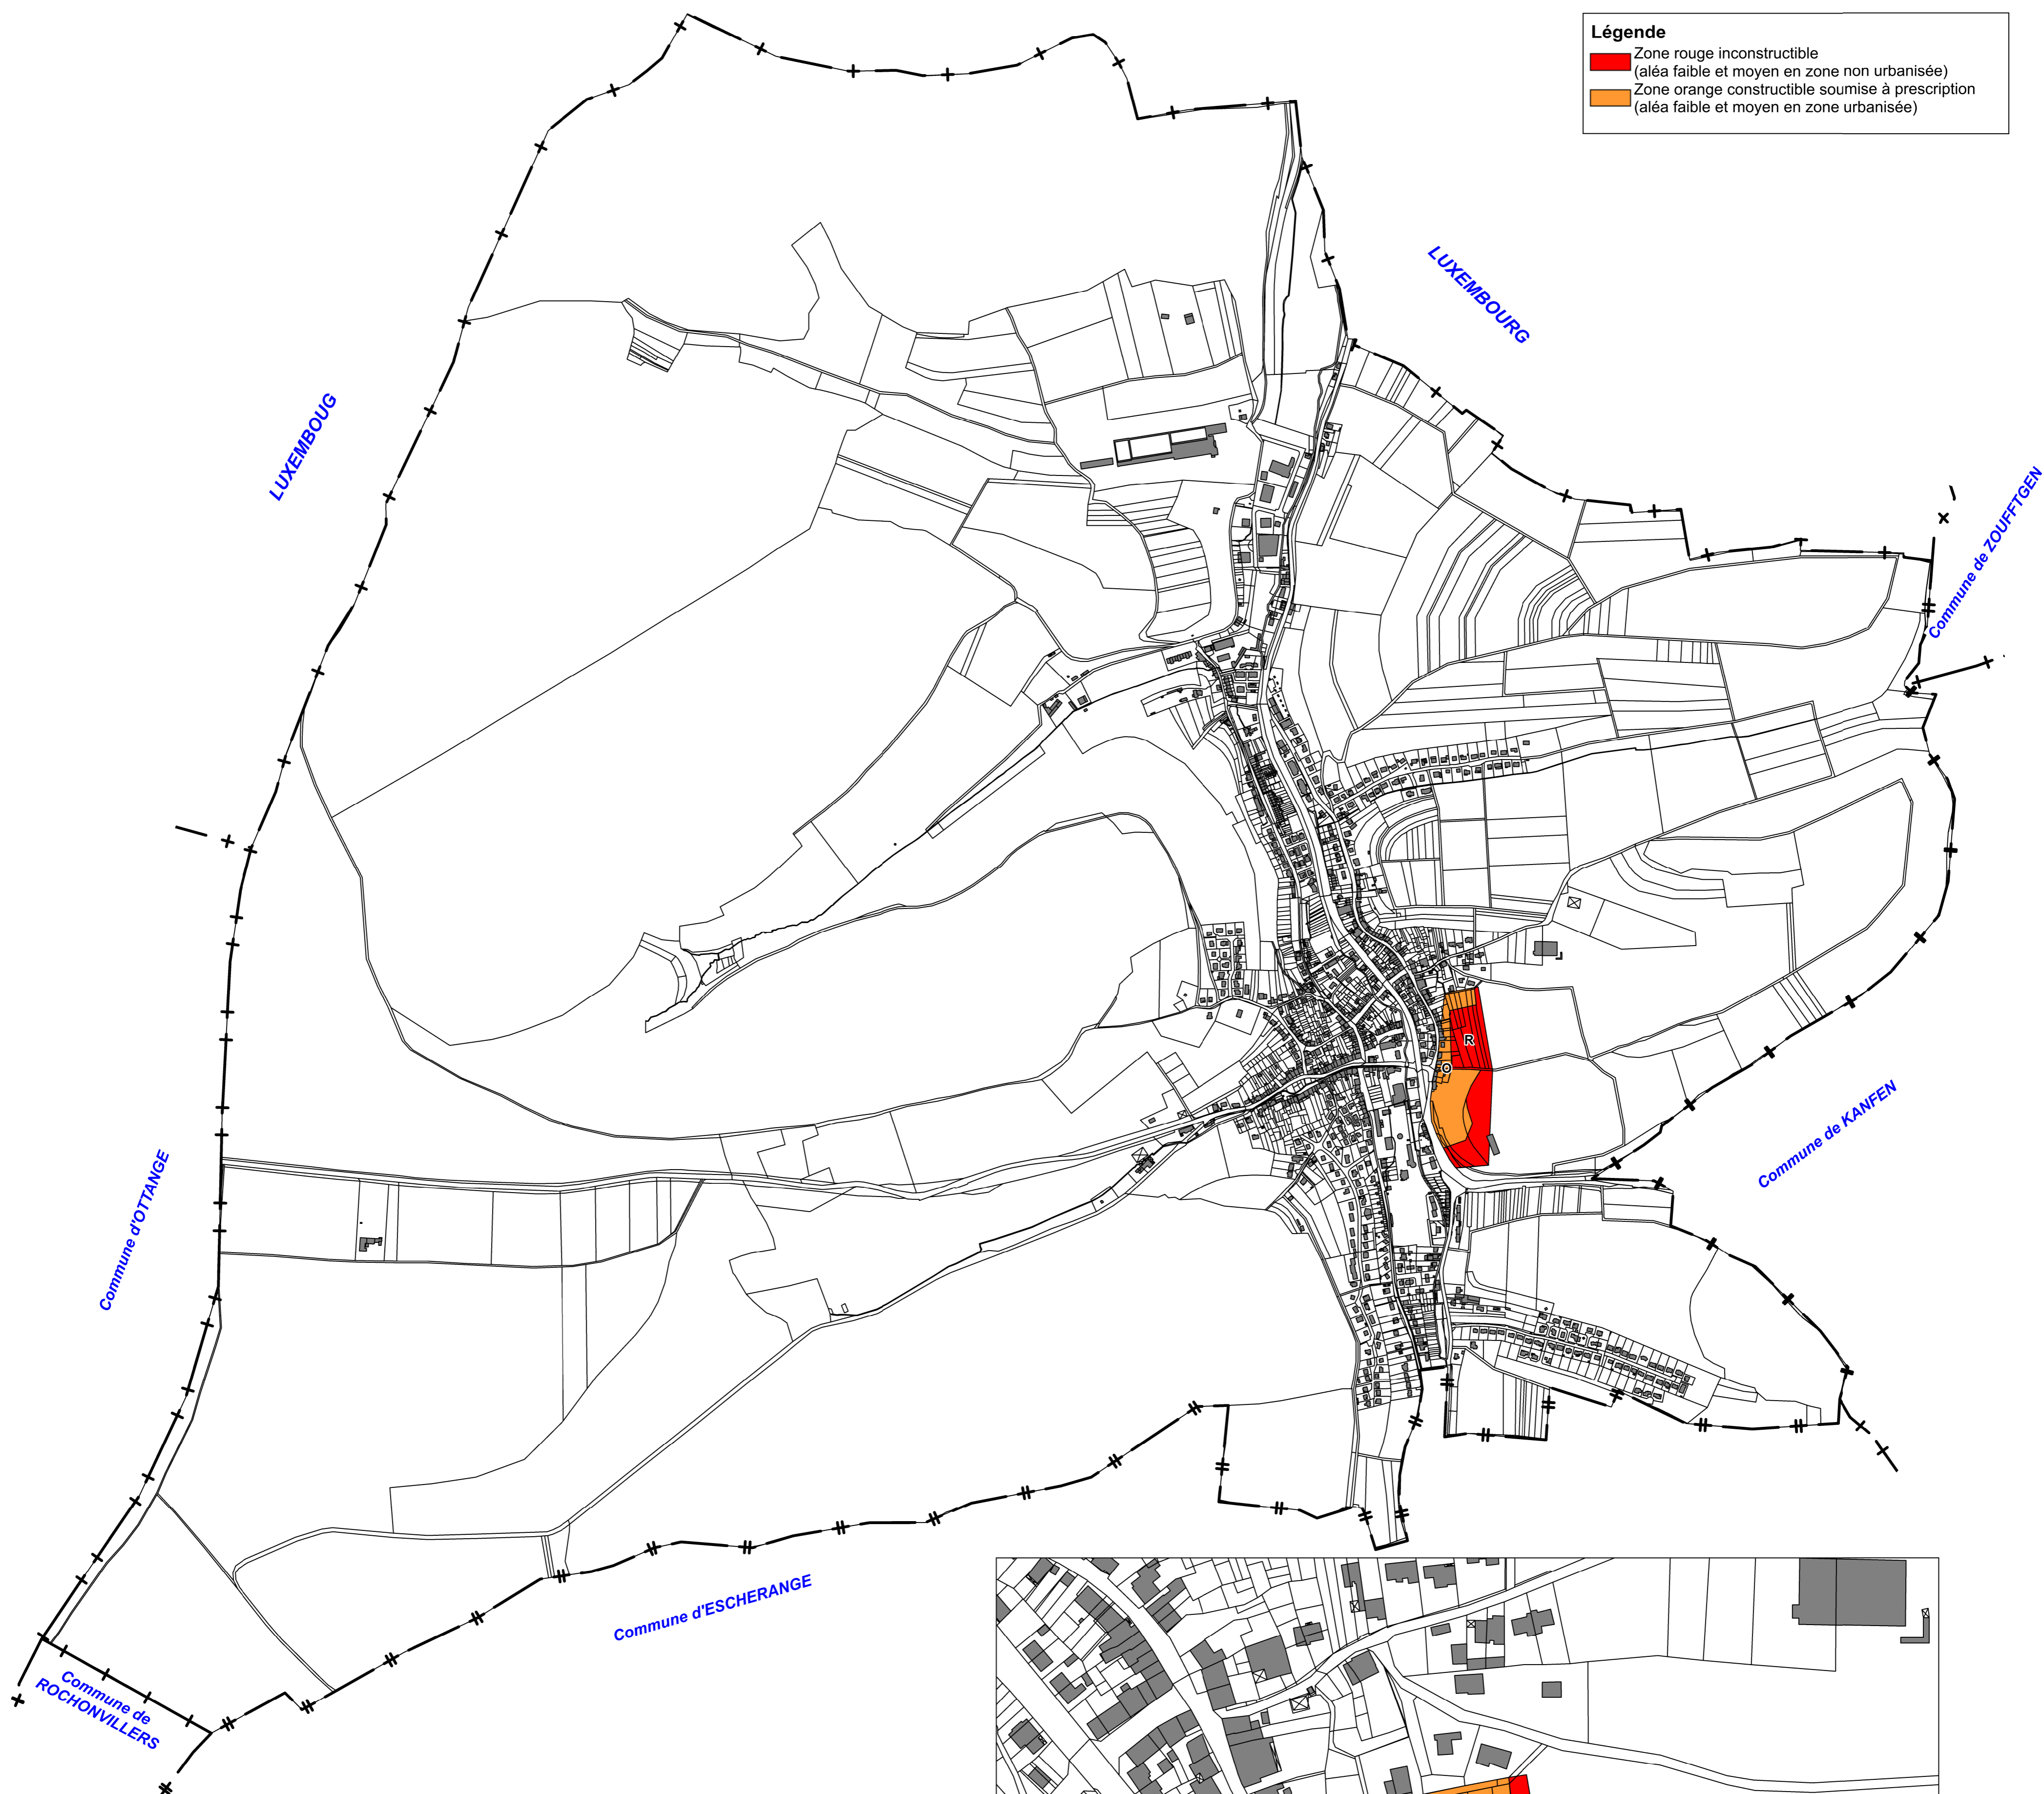 Légende
Zone rouge inconstructible
(aléa faible et moyen en zone non urbanisée)
Zone orange constructible soumise à prescription
(aléa faible et moyen en zone urbanisée)
LUXEMBOURG
LUXEMBOUG
Commune de ZOUFFTGEN
R
O
Commune de KANFEN
Commune d'OTTANGE
Commune d'ESCHERANGE
Commune de
ROCHONVILLERS